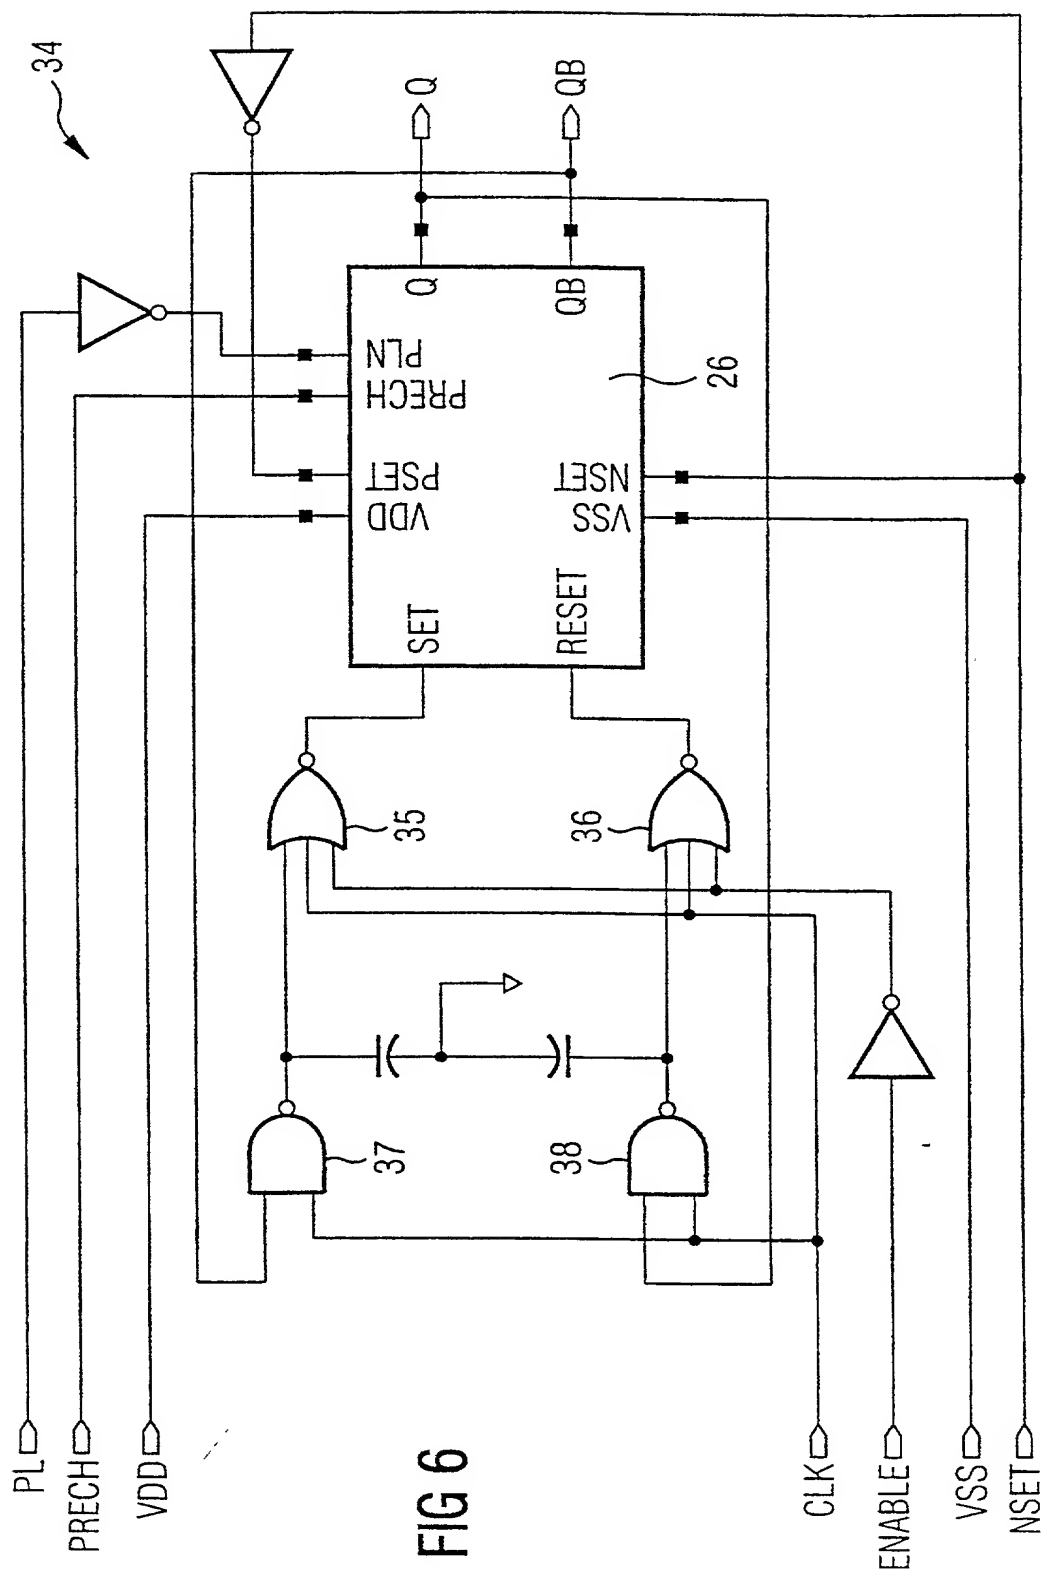 34
Q
QB
Q
QB
PLN
PRECH
PSET
VDD
NSET
VSS
SET
RESET
26
35
36
37
38
PL
PRECH
VDD
CLK
ENABLE
VSS
NSET
FIG 6